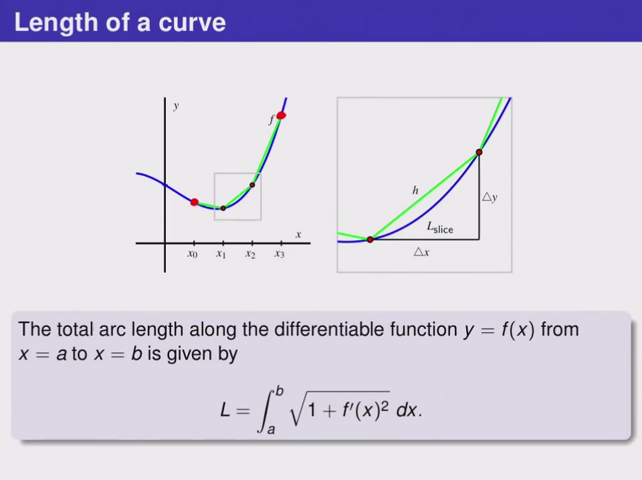 Length of a curve
y
f
x
x₀ x₁ x₂ x₃
h
△y
L_slice
△x
The total arc length along the differentiable function y = f(x) from
x = a to x = b is given by
L = ∫_a^b √(1 + f′(x)²) dx.